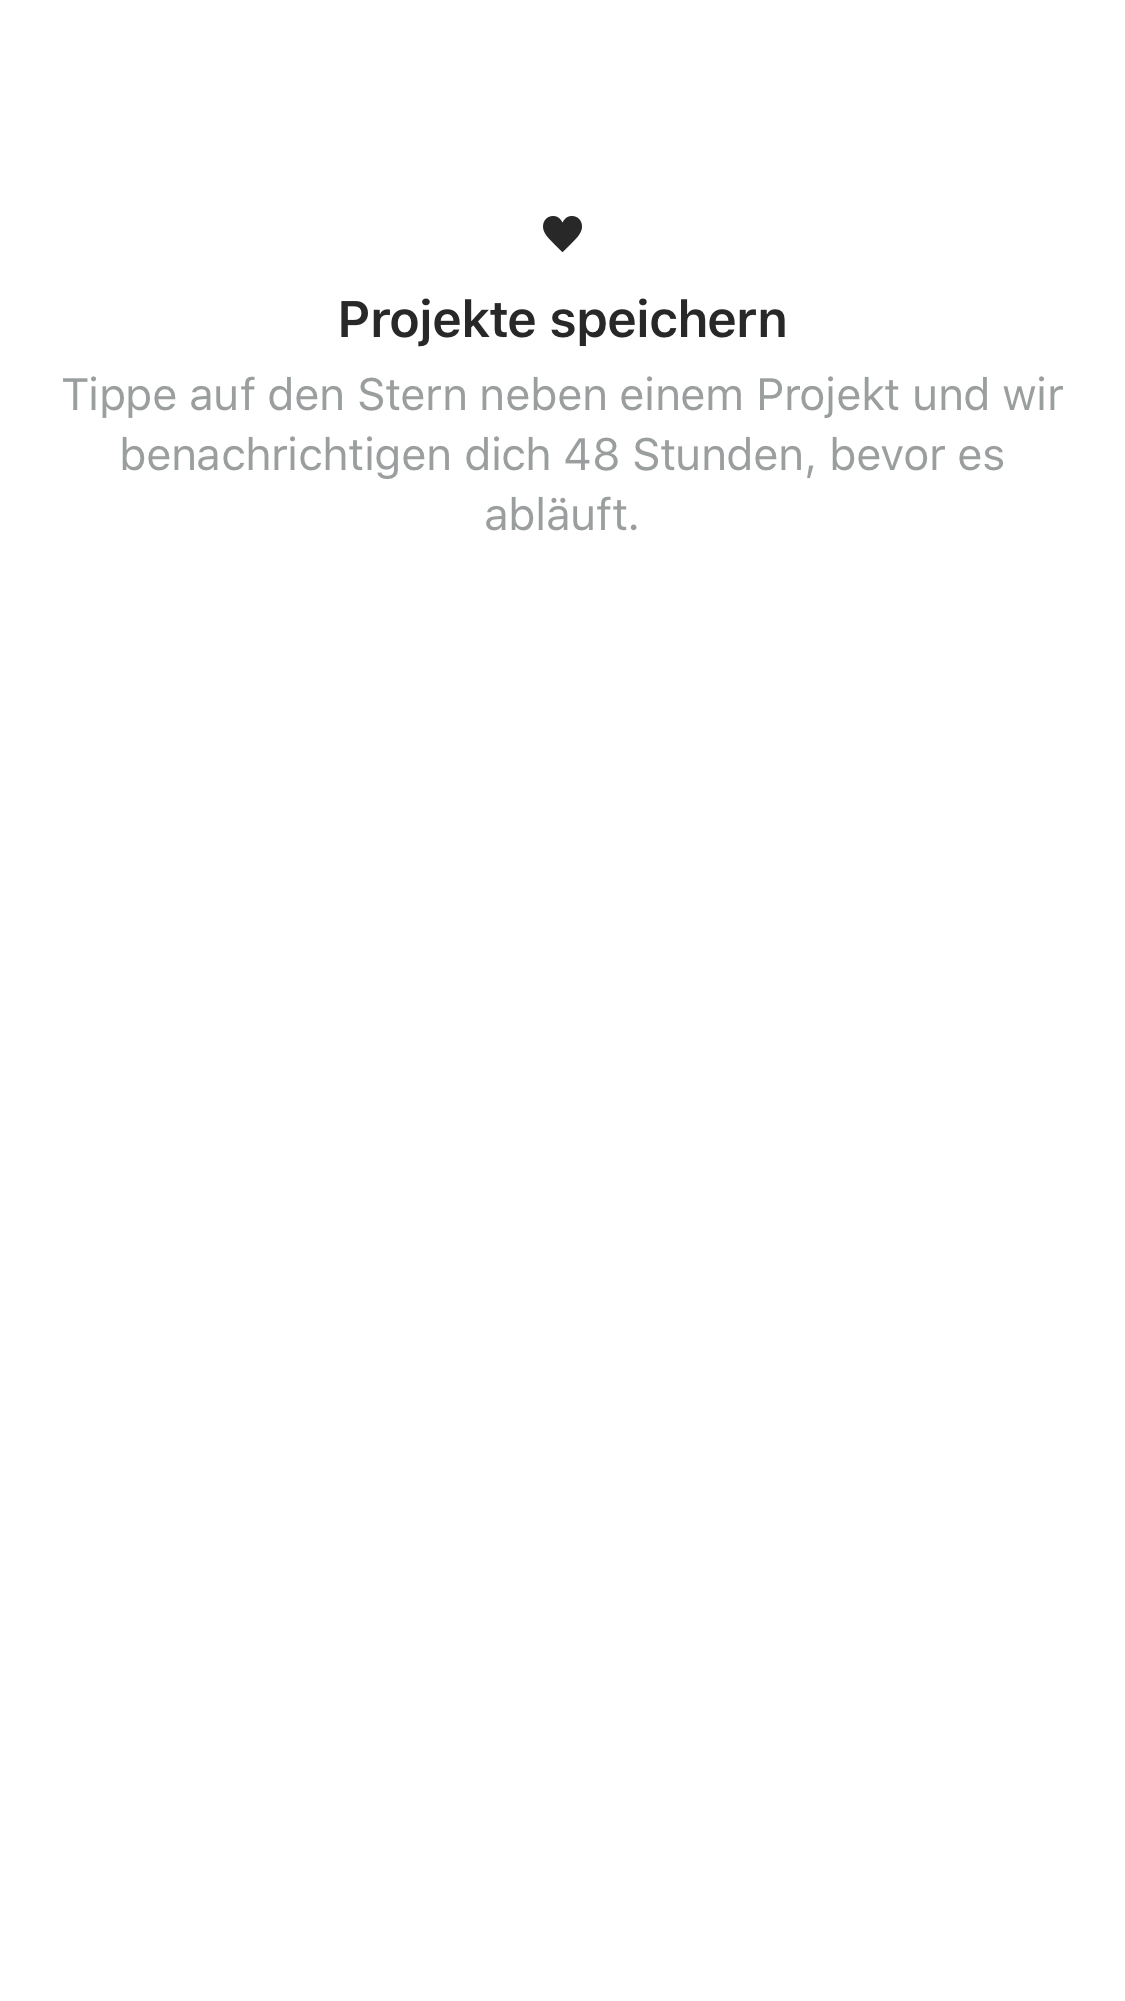 Projekte speichern
Tippe auf den Stern neben einem Projekt und wir
benachrichtigen dich 48 Stunden, bevor es
abläuft.